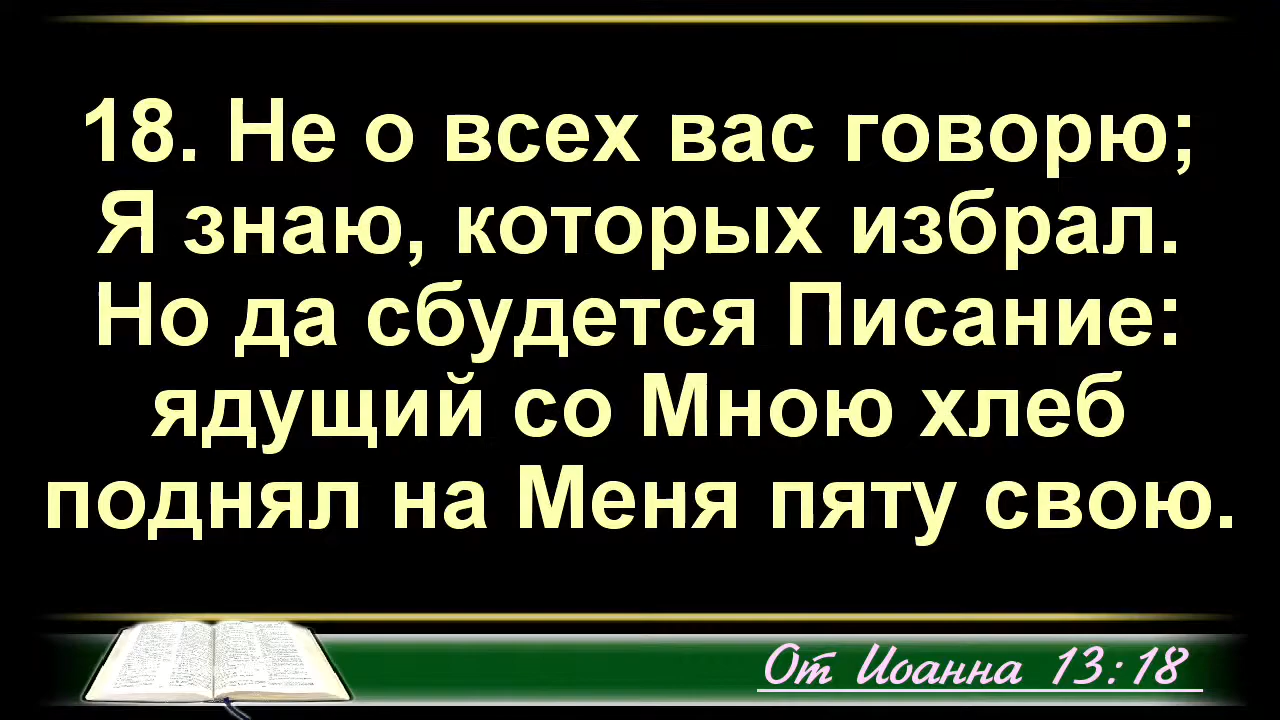 18. Не о всех вас говорю;
Я знаю, которых избрал.
Но да сбудется Писание:
ядущий со Мною хлеб
поднял на Меня пяту свою.
От Иоанна 13:18